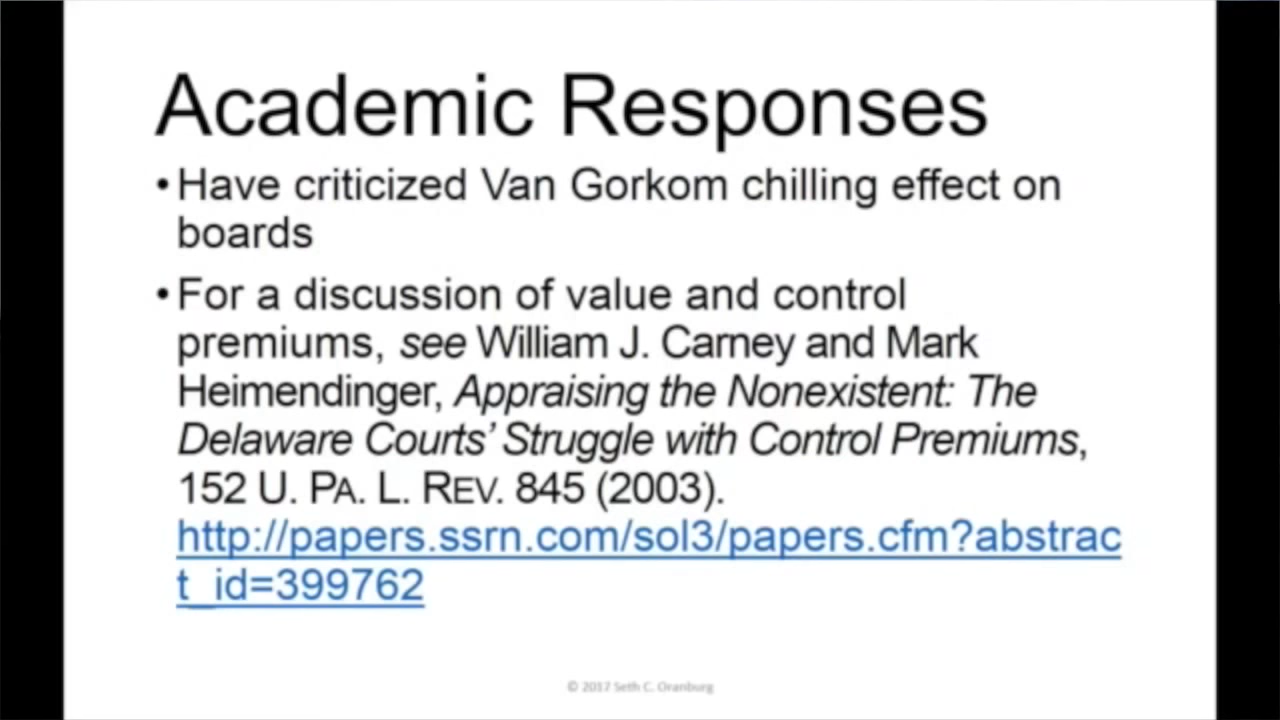 Academic Responses
• Have criticized Van Gorkom chilling effect on
boards
• For a discussion of value and control
premiums, see William J. Carney and Mark
Heimendinger, Appraising the Nonexistent: The
Delaware Courts’ Struggle with Control Premiums,
152 U. PA. L. REV. 845 (2003).
http://papers.ssrn.com/sol3/papers.cfm?abstrac
t_id=399762
© 2017 Seth C. Oranburg